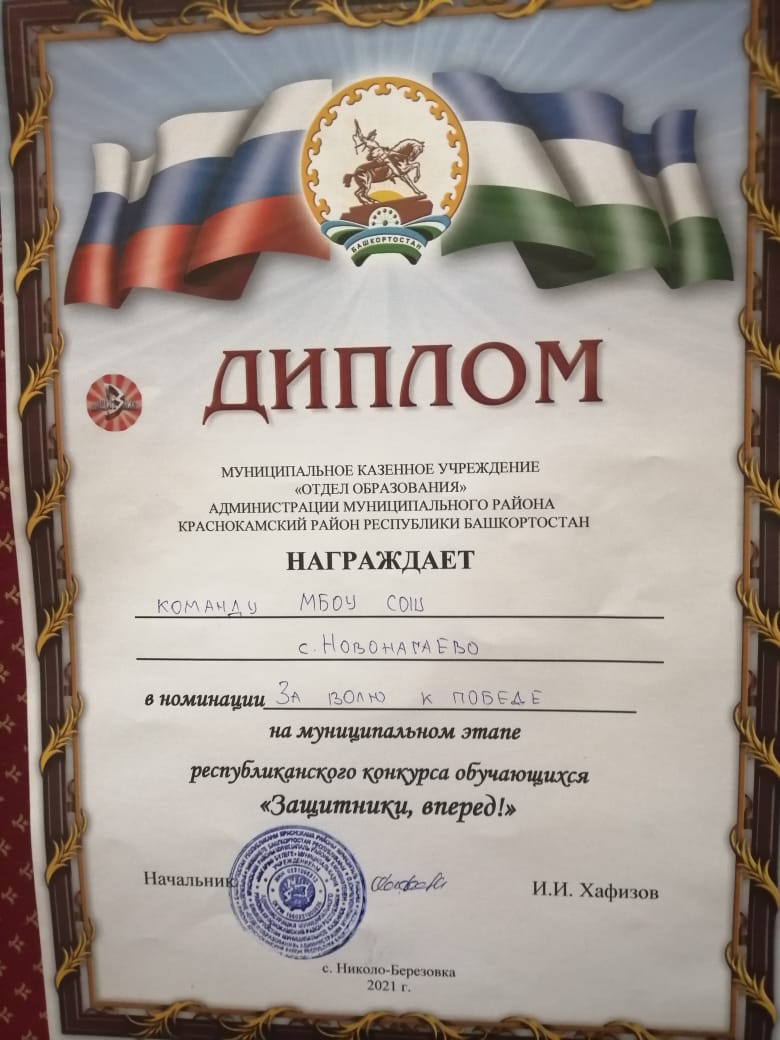 БАШКОРТОСТАН
ДИПЛОМ
МУНИЦИПАЛЬНОЕ КАЗЕННОЕ УЧРЕЖДЕНИЕ
«ОТДЕЛ ОБРАЗОВАНИЯ»
АДМИНИСТРАЦИИ МУНИЦИПАЛЬНОГО РАЙОНА
КРАСНОКАМСКИЙ РАЙОН РЕСПУБЛИКИ БАШКОРТОСТАН
НАГРАЖДАЕТ
КОМАНДУ МБОУ СОШ
с. НОВОНАГАЕВО
в номинации ЗА ВОЛЮ К ПОБЕДЕ
на муниципальном этапе
республиканского конкурса обучающихся
«Защитники, вперед!»
Начальник И.И. Хафизов
с. Николо-Березовка
2021 г.